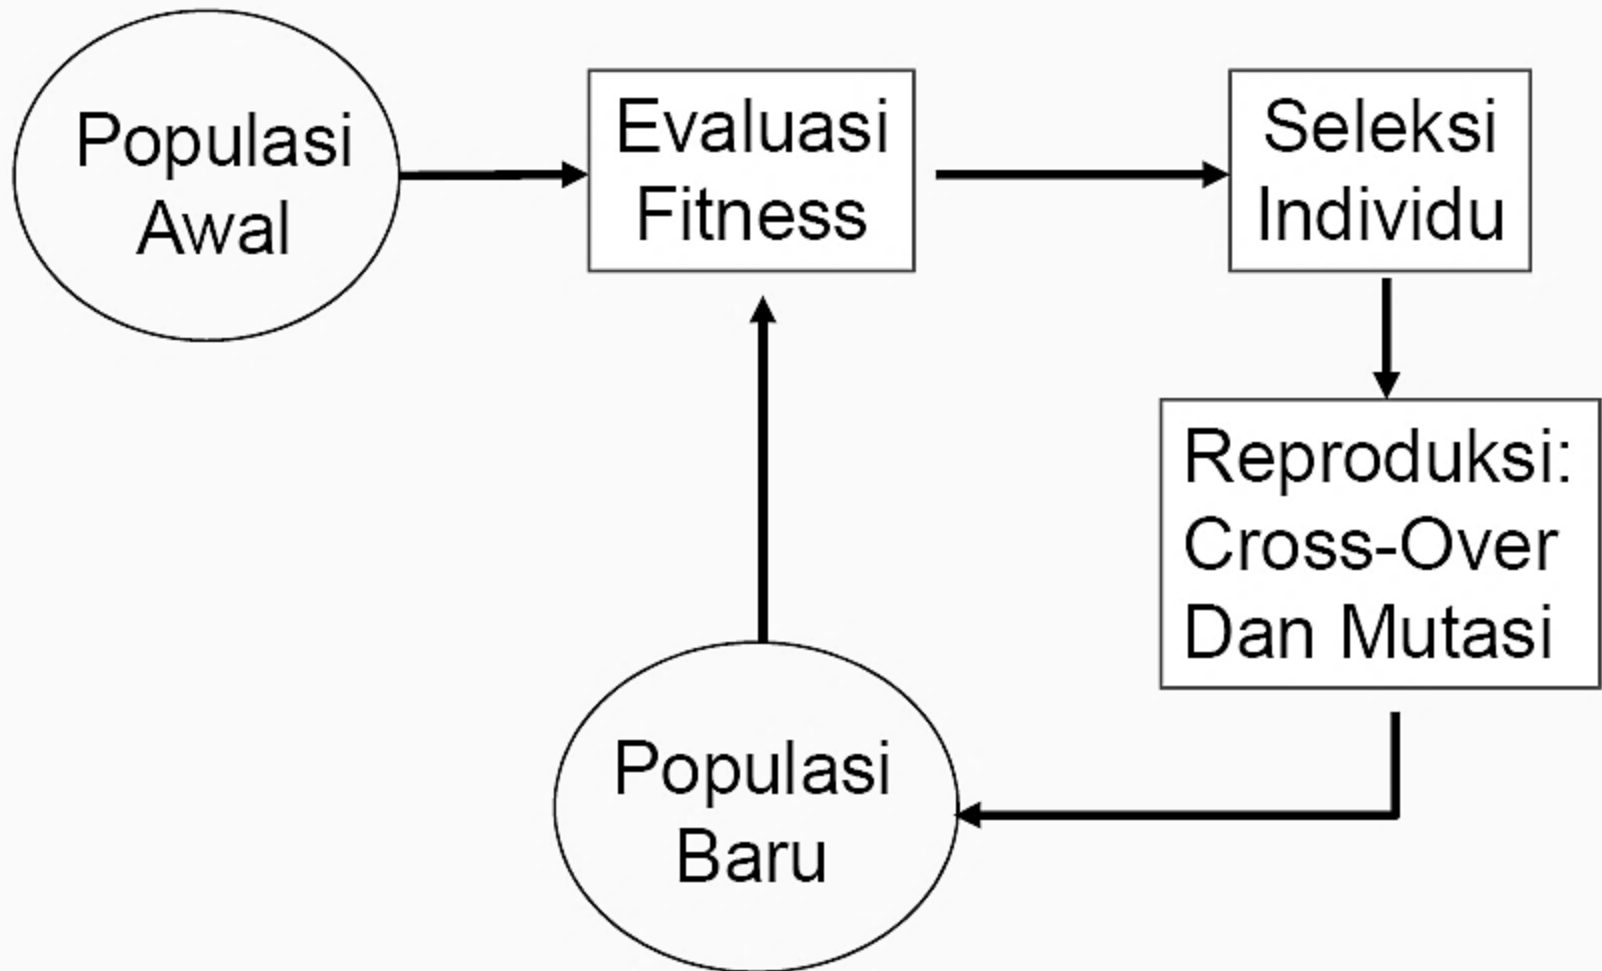 Populasi
Awal
Evaluasi
Fitness
Seleksi
Individu
Reproduksi:
Cross-Over
Dan Mutasi
Populasi
Baru